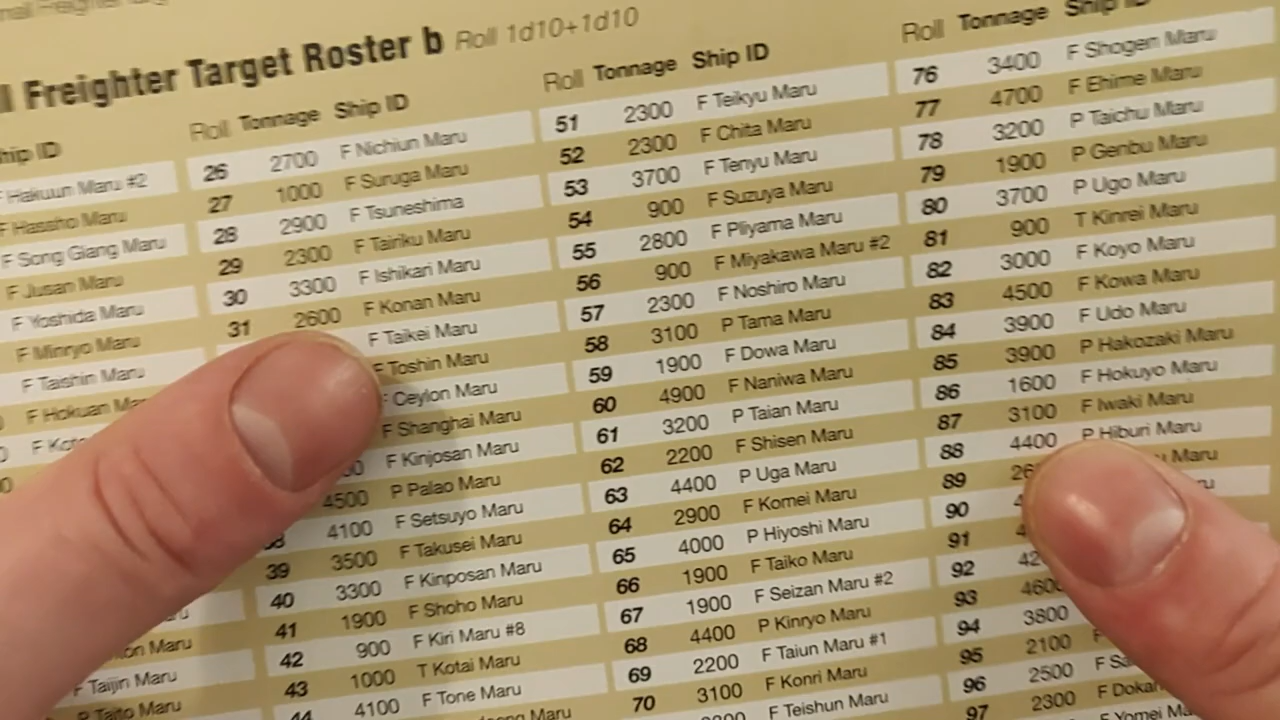 Freighter Target Roster b Roll 1d10+1d10
Ship ID
F Hakuun Maru #2
F Hassho Maru
F Song Giang Maru
F Jusan Maru
F Yoshida Maru
F Minryo Maru
F Taishin Maru
F Hokuan
F
Maru
F Taijin Maru
P Taito Maru
Roll Tonnage Ship ID
26 2700 F Nichiun Maru
27 1000 F Suruga Maru
28 2900 F Tsuneshima
29 2300 F Tairiku Maru
30 3300 F Ishikari Maru
31 2600 F Konan Maru
F Taikei Maru
F Toshin Maru
Ceylon Maru
F Shanghai Maru
F Kinjosan Maru
4500 P Palao Maru
4100 F Setsuyo Maru
39 3500 F Takusei Maru
40 3300 F Kinposan Maru
41 1900 F Shoho Maru
42 900 F Kiri Maru #8
43 1000 T Kotai Maru
44 4100 F Tone Maru
Maru
Roll Tonnage Ship ID
51 2300 F Teikyu Maru
52 2300 F Chita Maru
53 3700 F Tenyu Maru
54 900 F Suzuya Maru
55 2800 F Pliyama Maru
56 900 F Miyakawa Maru #2
57 2300 F Noshiro Maru
58 3100 P Tama Maru
59 1900 F Dowa Maru
60 4900 F Naniwa Maru
61 3200 P Taian Maru
62 2200 F Shisen Maru
63 4400 P Uga Maru
64 2900 F Komei Maru
65 4000 P Hiyoshi Maru
66 1900 F Taiko Maru
67 1900 F Seizan Maru #2
68 4400 P Kinryo Maru
69 2200 F Taiun Maru #1
70 3100 F Konri Maru
F Teishun Maru
Roll Tonnage Ship ID
76 3400 F Shogen Maru
77 4700 F Ehime Maru
78 3200 P Taichu Maru
79 1900 P Genbu Maru
80 3700 P Ugo Maru
81 900 T Kinrei Maru
82 3000 F Koyo Maru
83 4500 F Kowa Maru
84 3900 F Udo Maru
85 3900 P Hakozaki Maru
86 1600 F Hokuyo Maru
87 3100 F Iwaki Maru
88 4400 P Hiburi Maru
89 Maru
90
91
92
93 4600
94 3800
95 2100
96 2500 F
97 2300 F
F Yomei